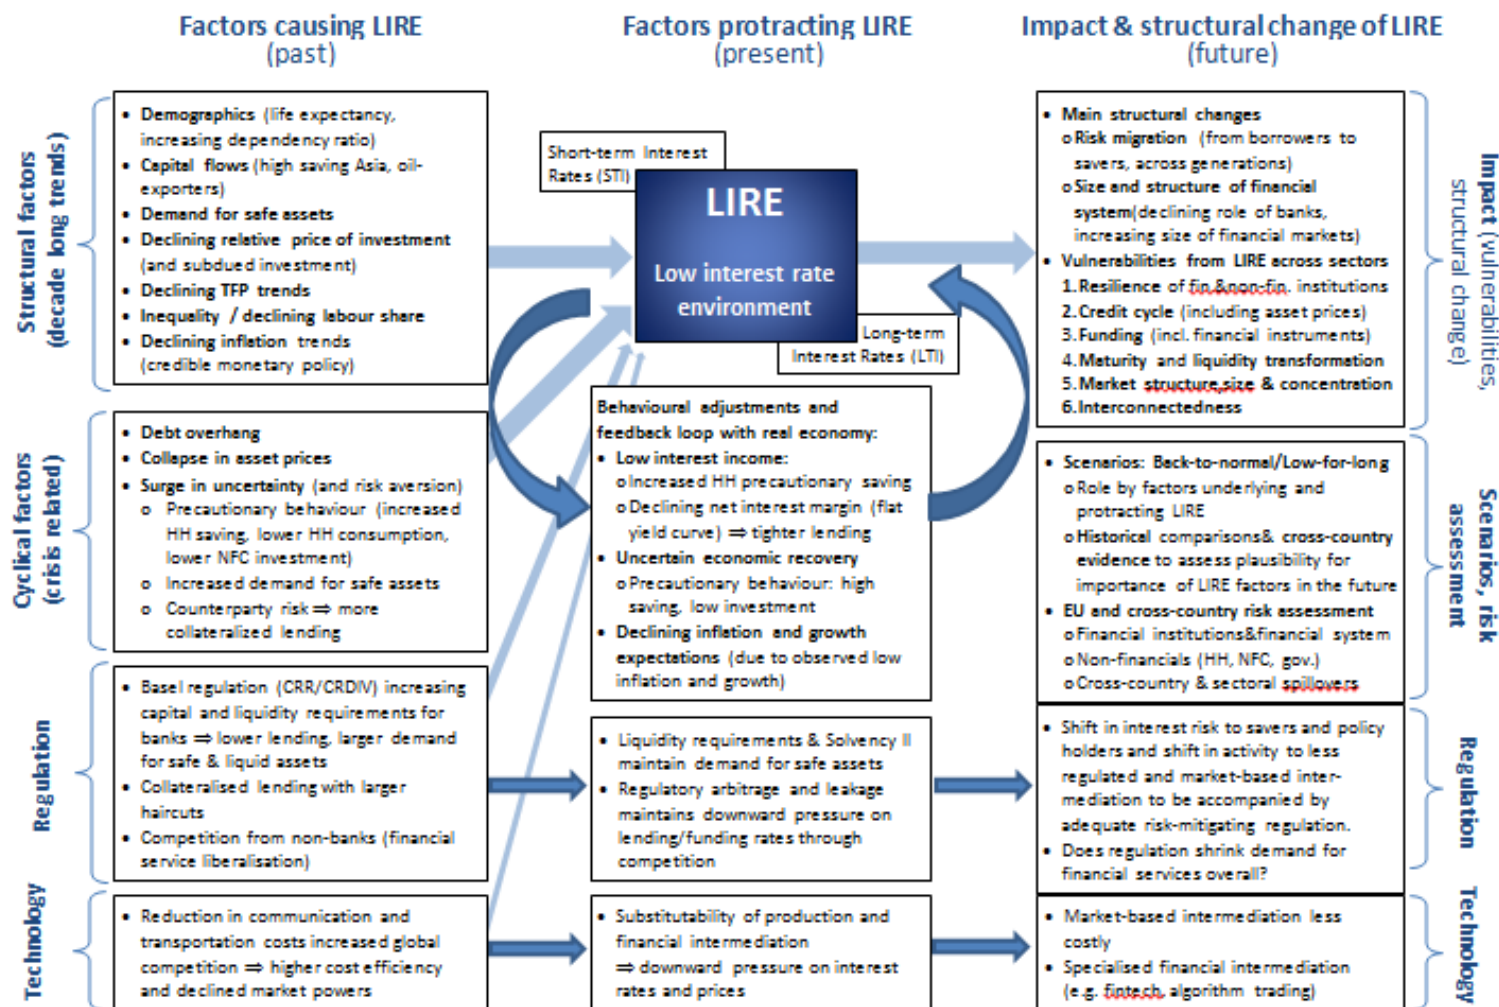 Factors causing LIRE
(past)
Factors protracting LIRE
(present)
Impact & structural change of LIRE
(future)
Structural factors
(decade long trends)
• Demographics (life expectancy,
increasing dependency ratio)
• Capital flows (high saving Asia, oil-
exporters)
• Demand for safe assets
• Declining relative price of investment
(and subdued investment)
• Declining TFP trends
• Inequality / declining labour share
• Declining inflation trends
(credible monetary policy)
Cyclical factors
(crisis related)
• Debt overhang
• Collapse in asset prices
• Surge in uncertainty (and risk aversion)
o Precautionary behaviour (increased
HH saving, lower HH consumption,
lower NFC investment)
o Increased demand for safe assets
o Counterparty risk ⇒ more
collateralized lending
Regulation
• Basel regulation (CRR/CRDIV) increasing
capital and liquidity requirements for
banks ⇒ lower lending, larger demand
for safe & liquid assets
• Collateralised lending with larger
haircuts
• Competition from non-banks (financial
service liberalisation)
Technology
• Reduction in communication and
transportation costs increased global
competition ⇒ higher cost efficiency
and declined market powers
Short-term Interest
Rates (STI)
LIRE
Low interest rate
environment
Long-term
Interest Rates (LTI)
Behavioural adjustments and
feedback loop with real economy:
• Low interest income:
o Increased HH precautionary saving
o Declining net interest margin (flat
yield curve) ⇒ tighter lending
• Uncertain economic recovery
o Precautionary behaviour: high
saving, low investment
• Declining inflation and growth
expectations (due to observed low
inflation and growth)
• Liquidity requirements & Solvency II
maintain demand for safe assets
• Regulatory arbitrage and leakage
maintains downward pressure on
lending/funding rates through
competition
• Substitutability of production and
financial intermediation
⇒ downward pressure on interest
rates and prices
• Main structural changes
o Risk migration (from borrowers to
savers, across generations)
o Size and structure of financial
system(declining role of banks,
increasing size of financial markets)
• Vulnerabilities from LIRE across sectors
1.Resilience of fin.&non-fin. institutions
2.Credit cycle (including asset prices)
3.Funding (incl. financial instruments)
4.Maturity and liquidity transformation
5.Market structure,size & concentration
6.Interconnectedness
Impact (vulnerabilities,
structural change)
• Scenarios: Back-to-normal/Low-for-long
o Role by factors underlying and
protracting LIRE
o Historical comparisons& cross-country
evidence to assess plausibility for
importance of LIRE factors in the future
• EU and cross-country risk assessment
o Financial institutions&financial system
o Non-financials (HH, NFC, gov.)
o Cross-country & sectoral spillovers
Scenarios, risk
assessment
• Shift in interest risk to savers and policy
holders and shift in activity to less
regulated and market-based inter-
mediation to be accompanied by
adequate risk-mitigating regulation.
• Does regulation shrink demand for
financial services overall?
Regulation
• Market-based intermediation less
costly
• Specialised financial intermediation
(e.g. fintech, algorithm trading)
Technology